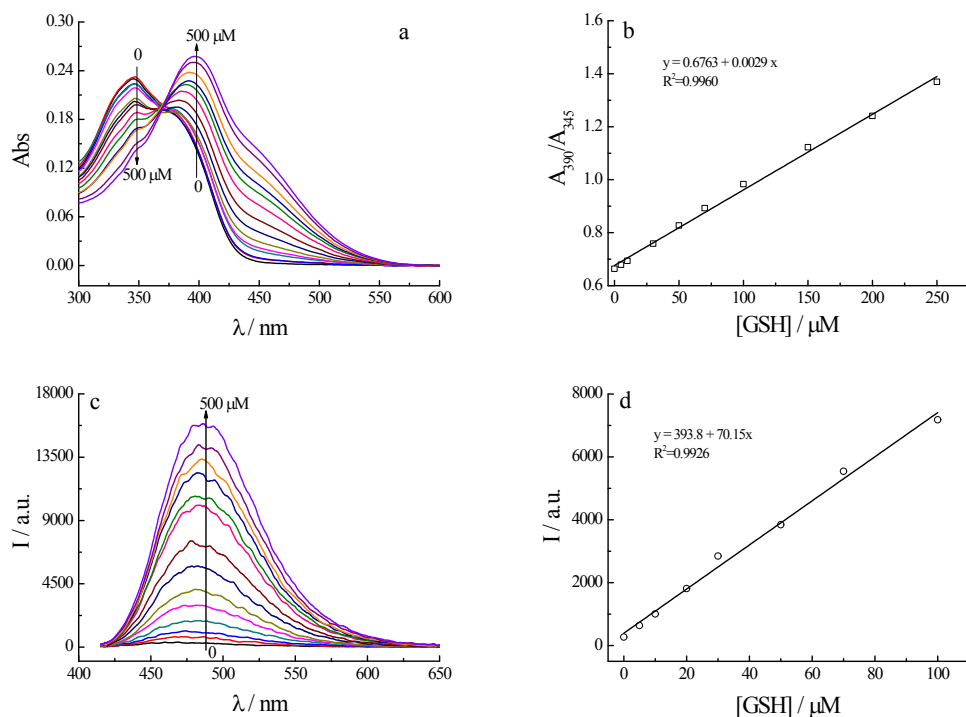 a
0.30
0.24
0.18
0.12
0.06
0.00
Abs
0
500 μM
500 μM
0
300 350 400 450 500 550 600
λ / nm
b
y = 0.6763 + 0.0029 x
R²=0.9960
1.6
1.4
1.2
1.0
0.8
0.6
A₃₉₀/A₃₄₅
0 50 100 150 200 250
[GSH] / μM
c
18000
13500
9000
4500
0
I / a.u.
500 μM
0
400 450 500 550 600 650
λ / nm
d
y = 393.8 + 70.15x
R²=0.9926
8000
6000
4000
2000
0
I / a.u.
0 20 40 60 80 100
[GSH] / μM